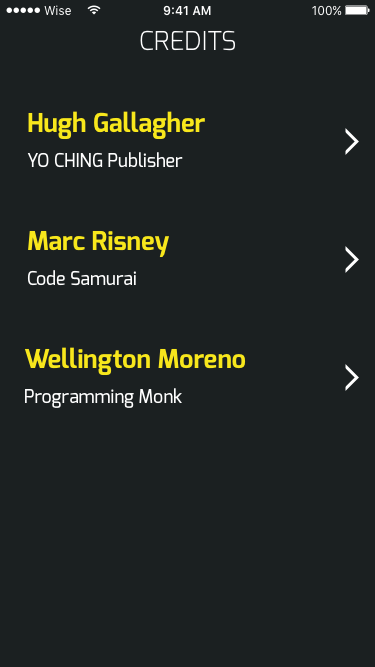 Wise 9:41 AM 100%
CREDITS
Hugh Gallagher
YO CHING Publisher
Marc Risney
Code Samurai
Wellington Moreno
Programming Monk